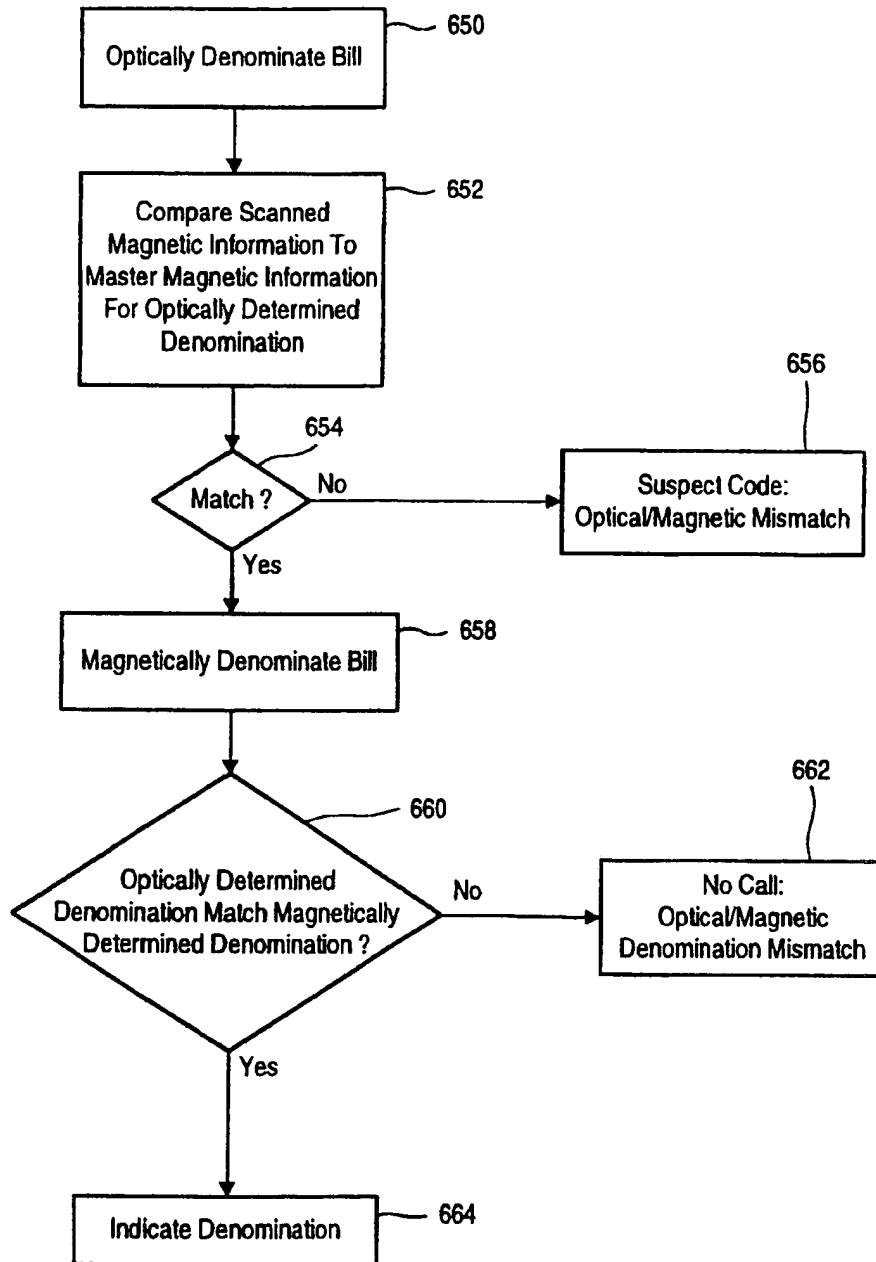 650
Optically Denominate Bill
652
Compare Scanned
Magnetic Information To
Master Magnetic Information
For Optically Determined
Denomination
654
Match ?
No
656
Suspect Code:
Optical/Magnetic Mismatch
Yes
658
Magnetically Denominate Bill
660
Optically Determined
Denomination Match Magnetically
Determined Denomination ?
No
662
No Call:
Optical/Magnetic
Denomination Mismatch
Yes
Indicate Denomination
664